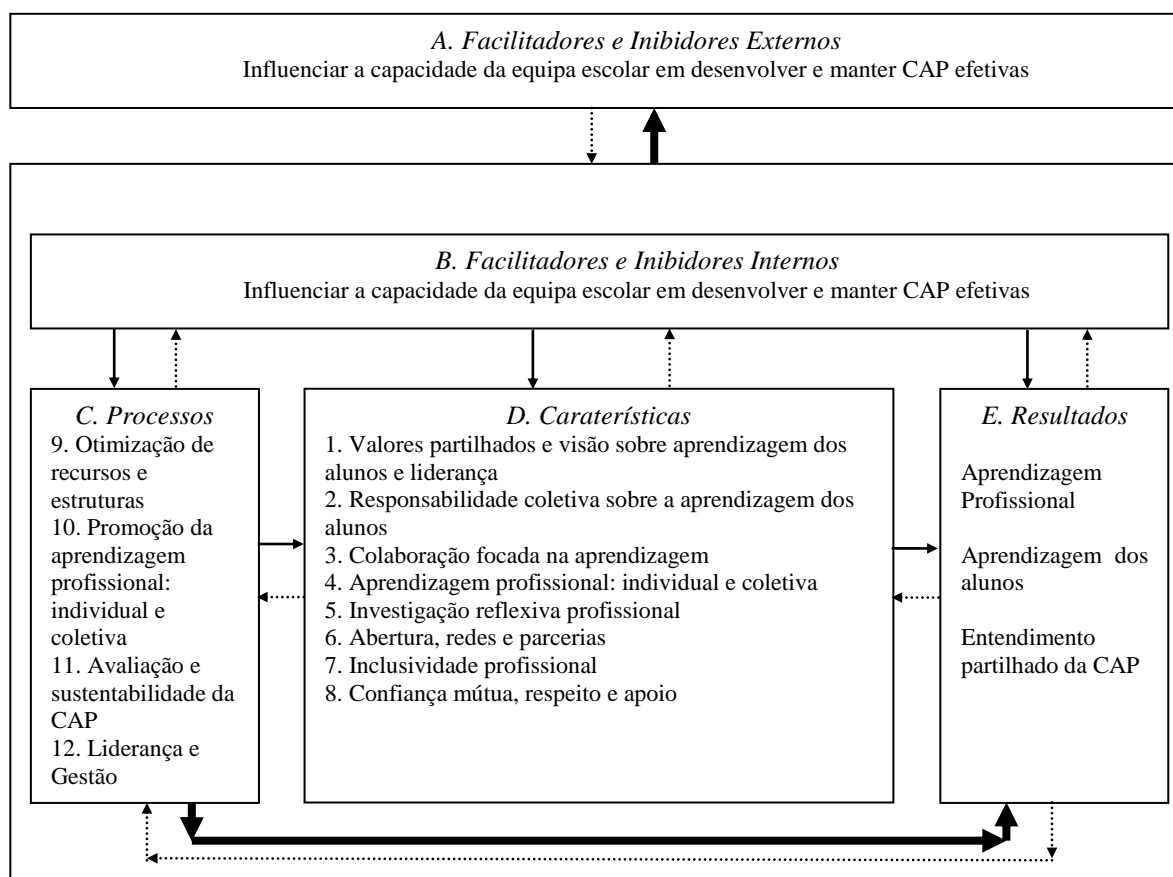 A. Facilitadores e Inibidores Externos
Influenciar a capacidade da equipa escolar em desenvolver e manter CAP efetivas
B. Facilitadores e Inibidores Internos
Influenciar a capacidade da equipa escolar em desenvolver e manter CAP efetivas
C. Processos
9. Otimização de
recursos e
estruturas
10. Promoção da
aprendizagem
profissional:
individual e
coletiva
11. Avaliação e
sustentabilidade da
CAP
12. Liderança e
Gestão
D. Caraterísticas
1. Valores partilhados e visão sobre aprendizagem dos
alunos e liderança
2. Responsabilidade coletiva sobre a aprendizagem dos
alunos
3. Colaboração focada na aprendizagem
4. Aprendizagem profissional: individual e coletiva
5. Investigação reflexiva profissional
6. Abertura, redes e parcerias
7. Inclusividade profissional
8. Confiança mútua, respeito e apoio
E. Resultados
Aprendizagem
Profissional
Aprendizagem dos
alunos
Entendimento
partilhado da CAP